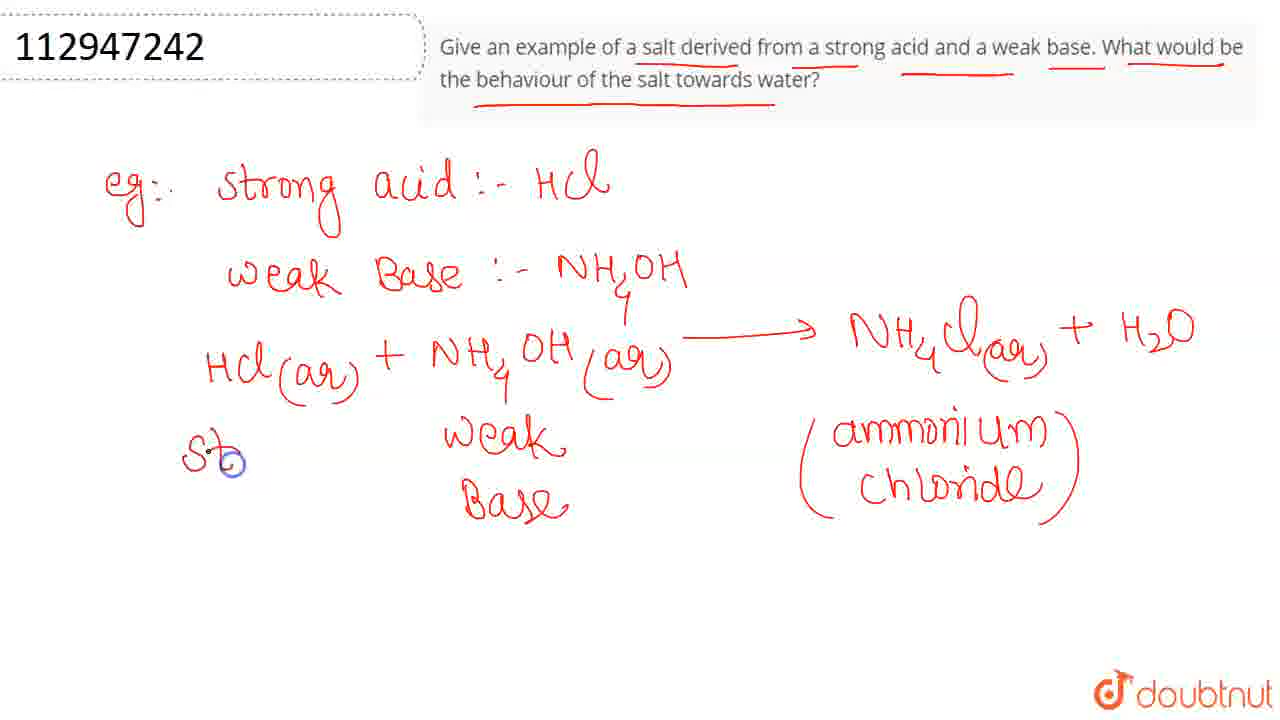 112947242
Give an example of a salt derived from a strong acid and a weak base. What would be
the behaviour of the salt towards water?
eg:- strong acid :- HCl
weak Base :- NH4OH
HCl(aq) + NH4OH(aq) → NH4Cl(aq) + H2O
St
weak
Base
(ammonium
chloride)
doubtnut